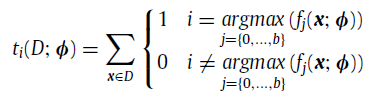 t_i(D; ϕ) = ∑_{x∈D} { 1 i = argmax_{j={0,...,b}} (f_j(x; ϕ))
0 i ≠ argmax_{j={0,...,b}} (f_j(x; ϕ))